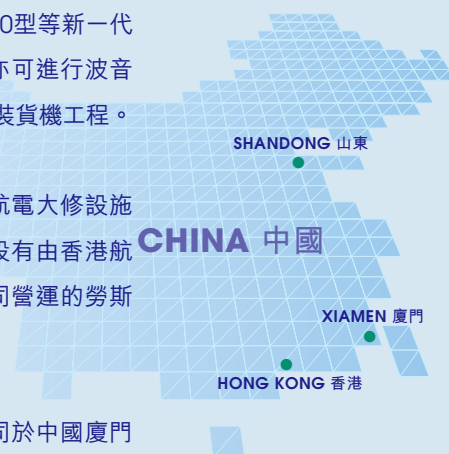 0型等新一代
亦可進行波音
裝貨機工程。
航電大修設施
設有由香港航
司營運的勞斯
司於中國廈門
SHANDONG 山東
CHINA 中國
XIAMEN 廈門
HONG KONG 香港